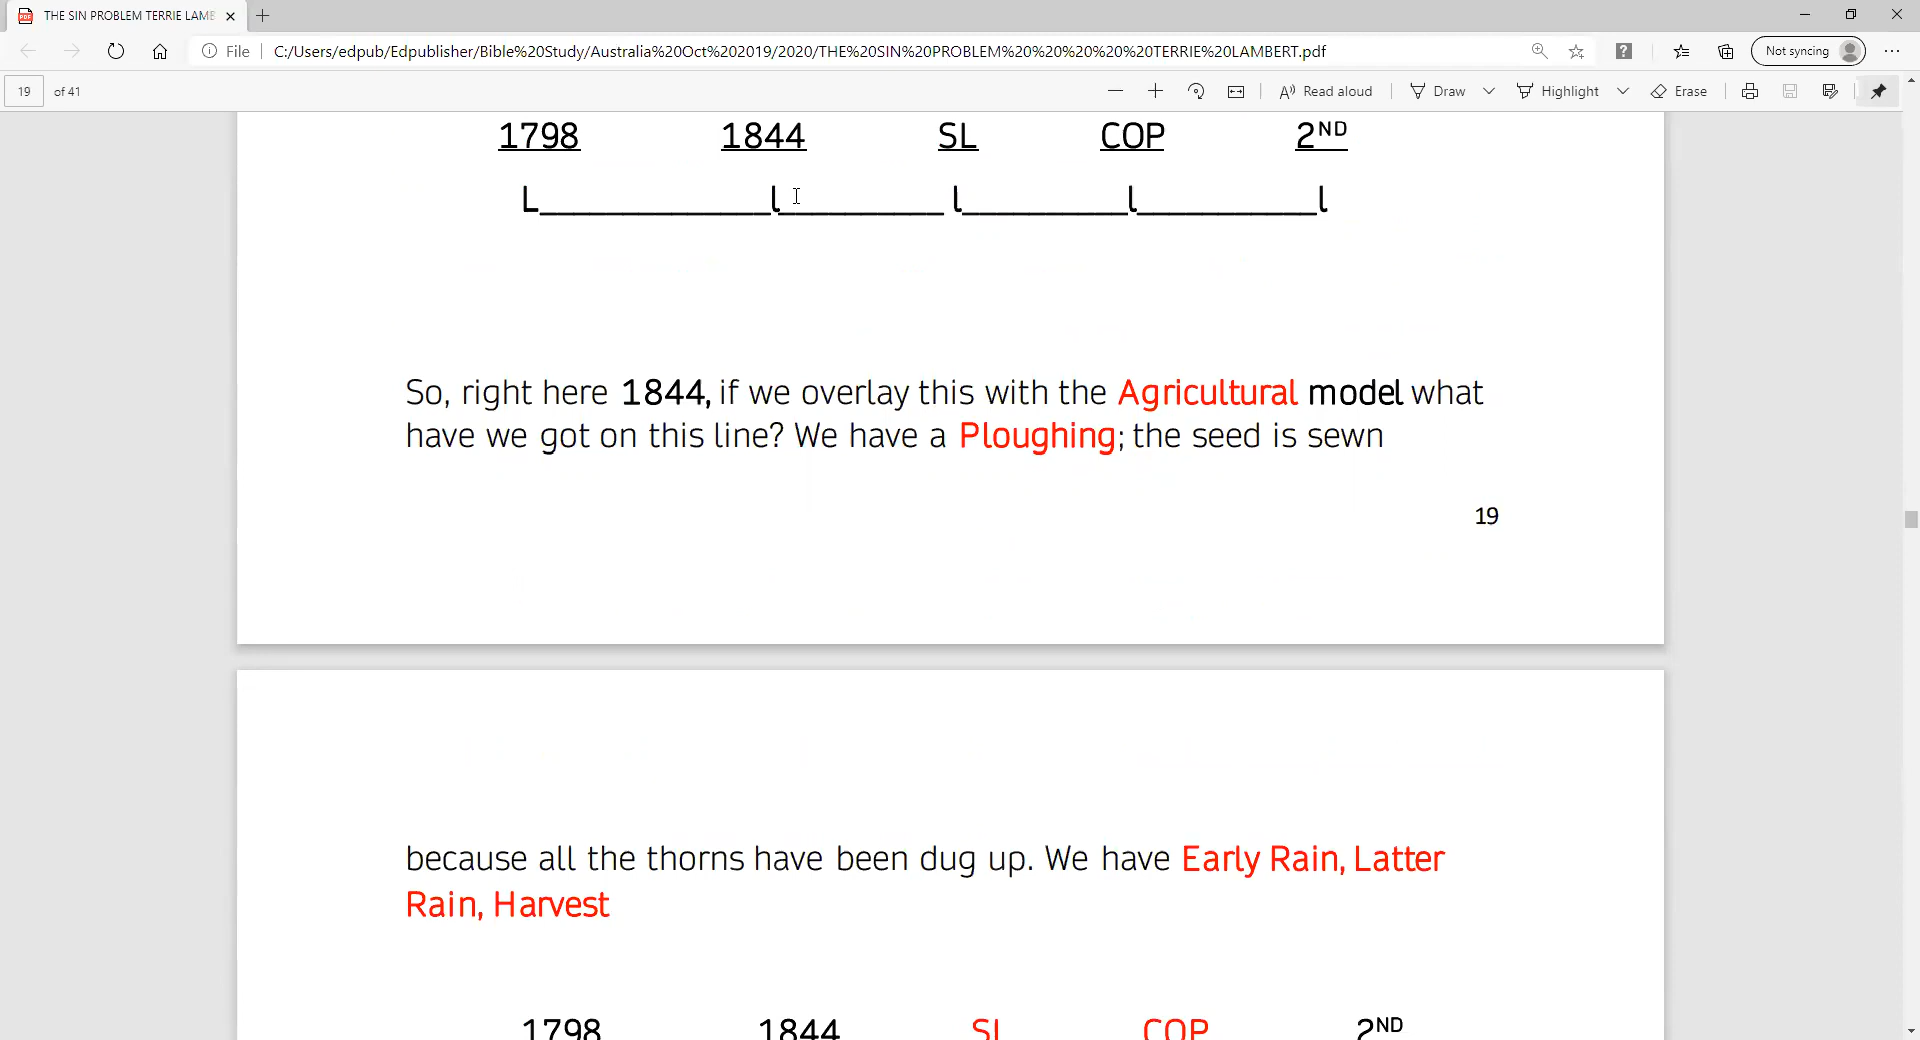 THE SIN PROBLEM TERRIE LAMB
File C:/Users/edpub/Edpublisher/Bible%20Study/Australia%20Oct%202019/2020/THE%20SIN%20PROBLEM%20%20%20%20%20TERRIE%20LAMBERT.pdf Not syncing
19 of 41 Read aloud Draw Highlight Erase
1798 1844 SL COP 2ND
L______________l__________ l__________l___________l
So, right here 1844, if we overlay this with the Agricultural model what
have we got on this line? We have a Ploughing; the seed is sewn
19
because all the thorns have been dug up. We have Early Rain, Latter
Rain, Harvest
1798 1844 SL COP 2ND